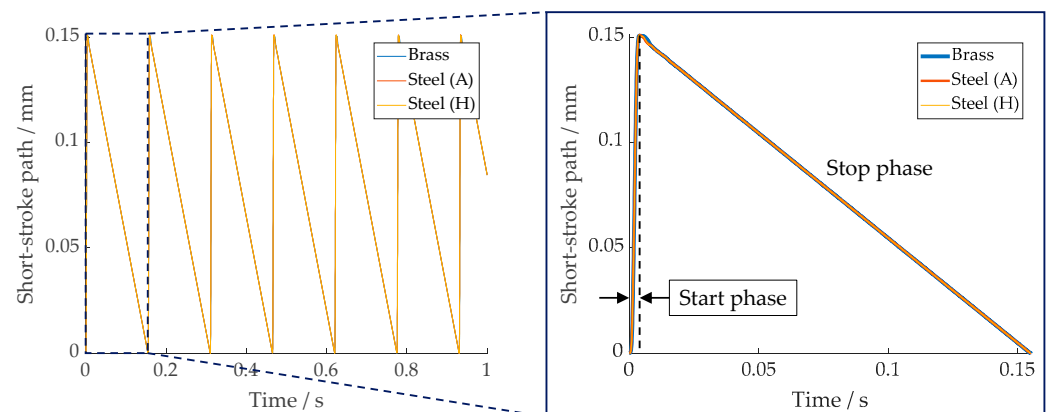 0.15
0.1
0.05
0
Short-stroke path / mm
Brass
Steel (A)
Steel (H)
0
0.2
0.4
0.6
0.8
1
Time / s
0.15
0.1
0.05
0
Short-stroke path / mm
Brass
Steel (A)
Steel (H)
Stop phase
Start phase
0
0.05
0.1
0.15
Time / s